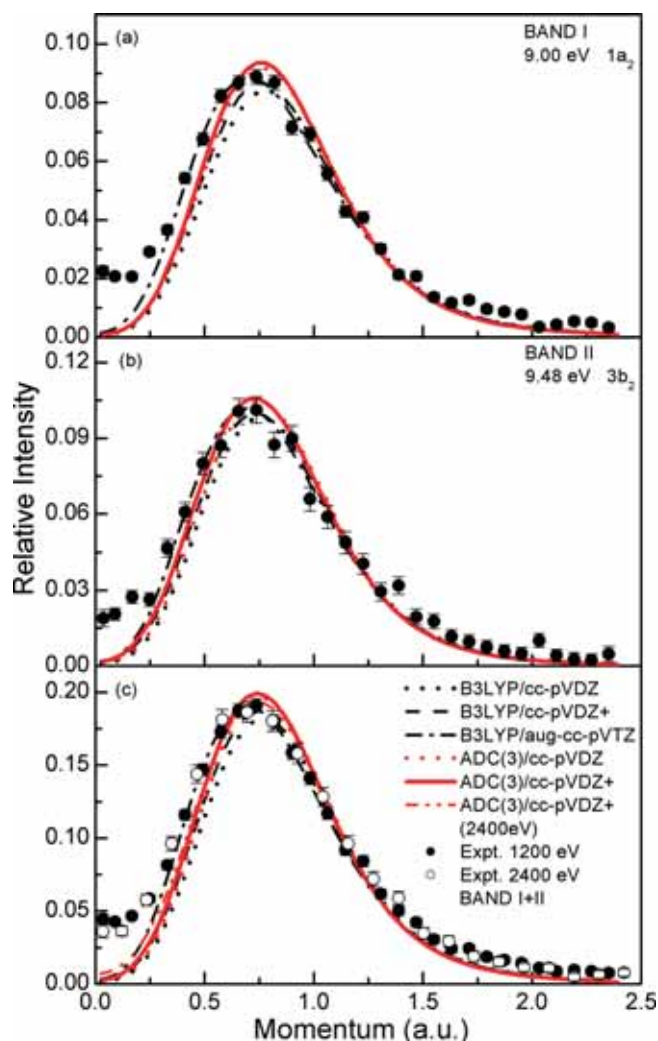 (a)
BAND I
9.00 eV 1a₂
0.10
0.08
0.06
0.04
0.02
0.00
(b)
BAND II
9.48 eV 3b₂
0.12
0.09
0.06
0.03
0.00
Relative Intensity
(c)
0.20
0.15
0.10
0.05
0.00
B3LYP/cc-pVDZ
B3LYP/cc-pVDZ+
B3LYP/aug-cc-pVTZ
ADC(3)/cc-pVDZ
ADC(3)/cc-pVDZ+
ADC(3)/cc-pVDZ+
(2400eV)
Expt. 1200 eV
Expt. 2400 eV
BAND I+II
0.0 0.5 1.0 1.5 2.0 2.5
Momentum (a.u.)